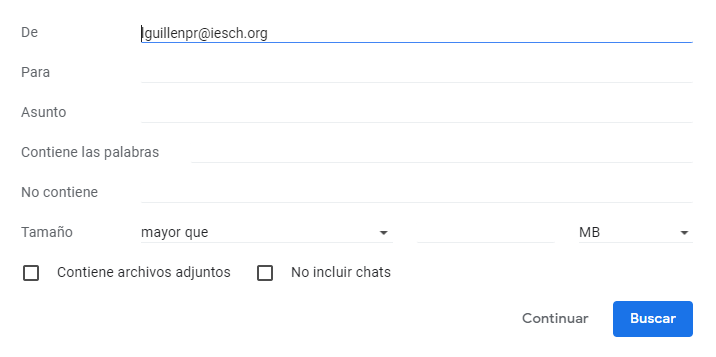 De lguillenpr@iesch.org
Para
Asunto
Contiene las palabras
No contiene
Tamaño mayor que MB
Contiene archivos adjuntos No incluir chats
Continuar Buscar